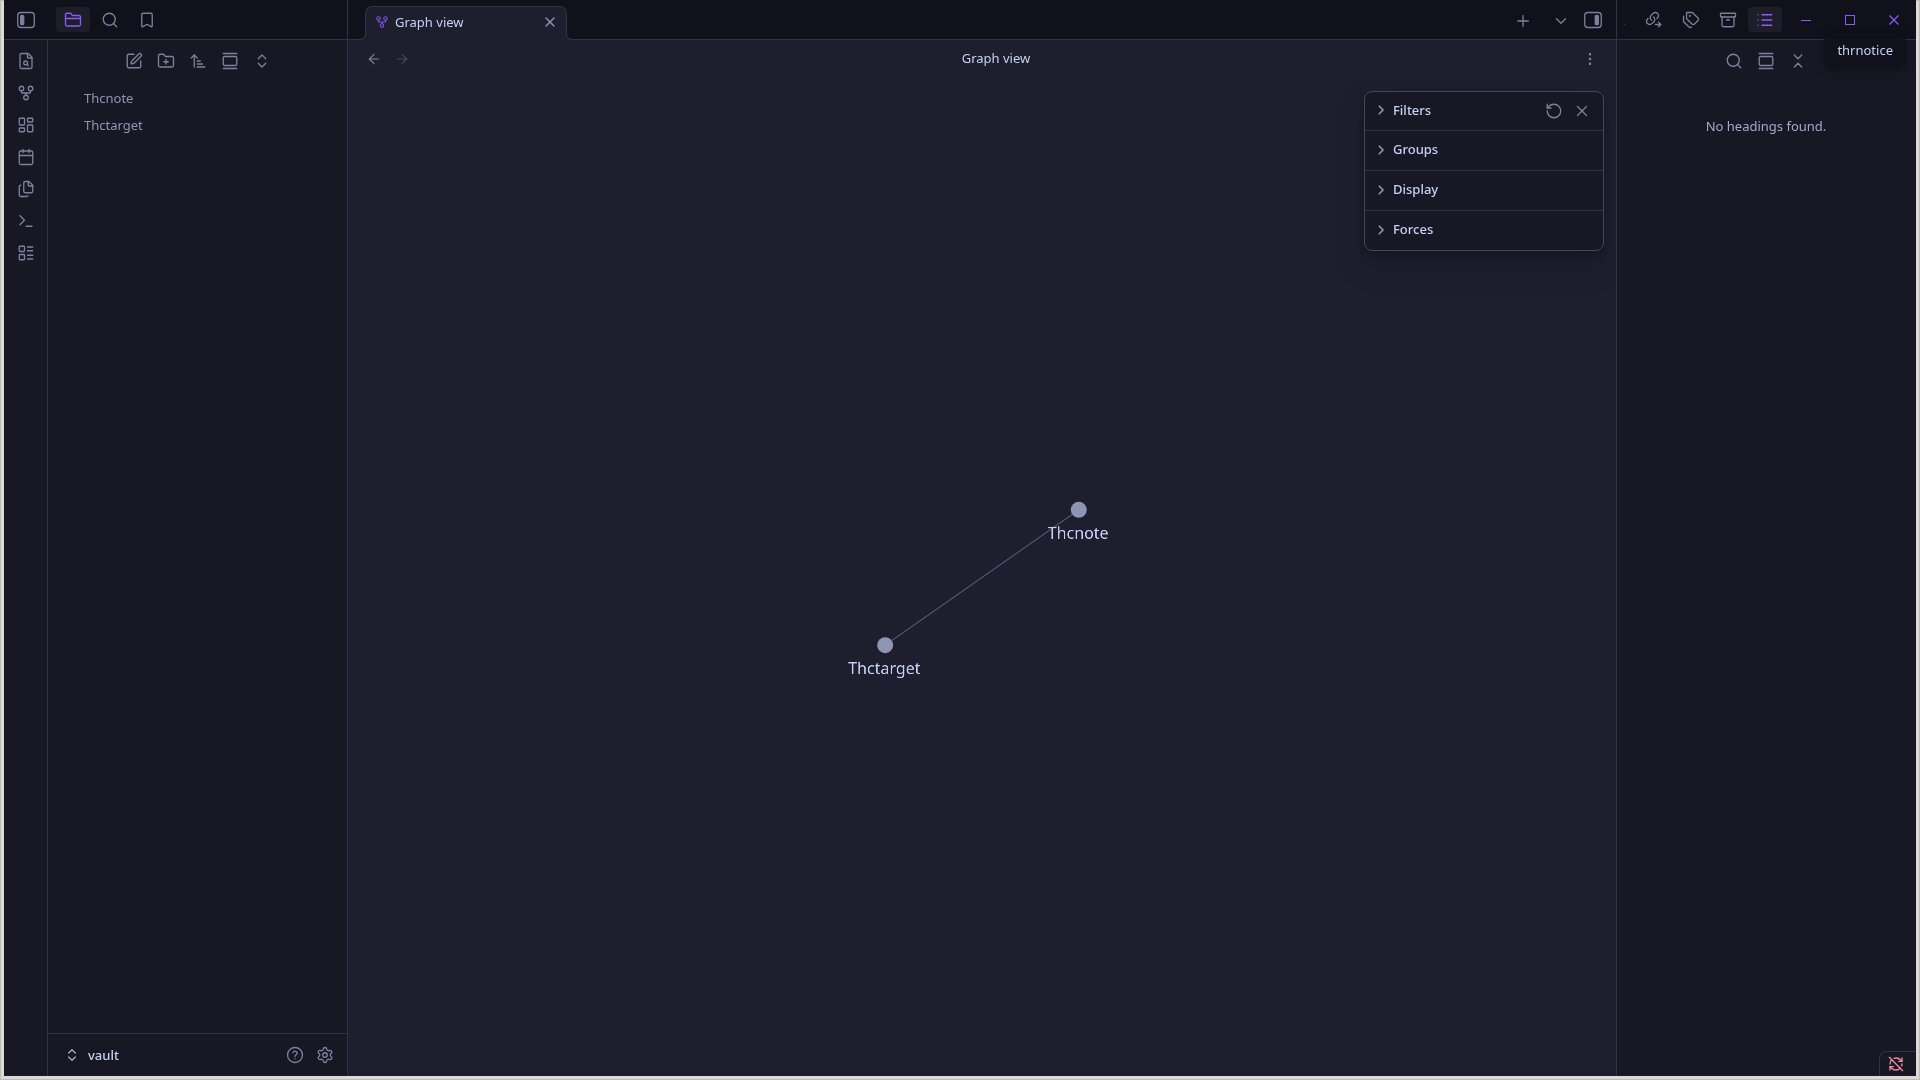 Graph view
thrnotice
Graph view
Thcnote
Thctarget
Filters
Groups
Display
Forces
No headings found.
Thcnote
Thctarget
vault